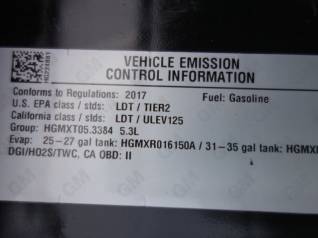 VEHICLE EMISSION
CONTROL INFORMATION
Conforms to Regulations: 2017 Fuel: Gasoline
U.S. EPA class / stds: LDT / TIER2
California class / stds: LDT / ULEV125
Group: HGMXT05.3384 5.3L
Evap: 25-27 gal tank: HGMXR016150A / 31-35 gal tank: HGMX
DGI/HO2S/TWC, CA OBD: II